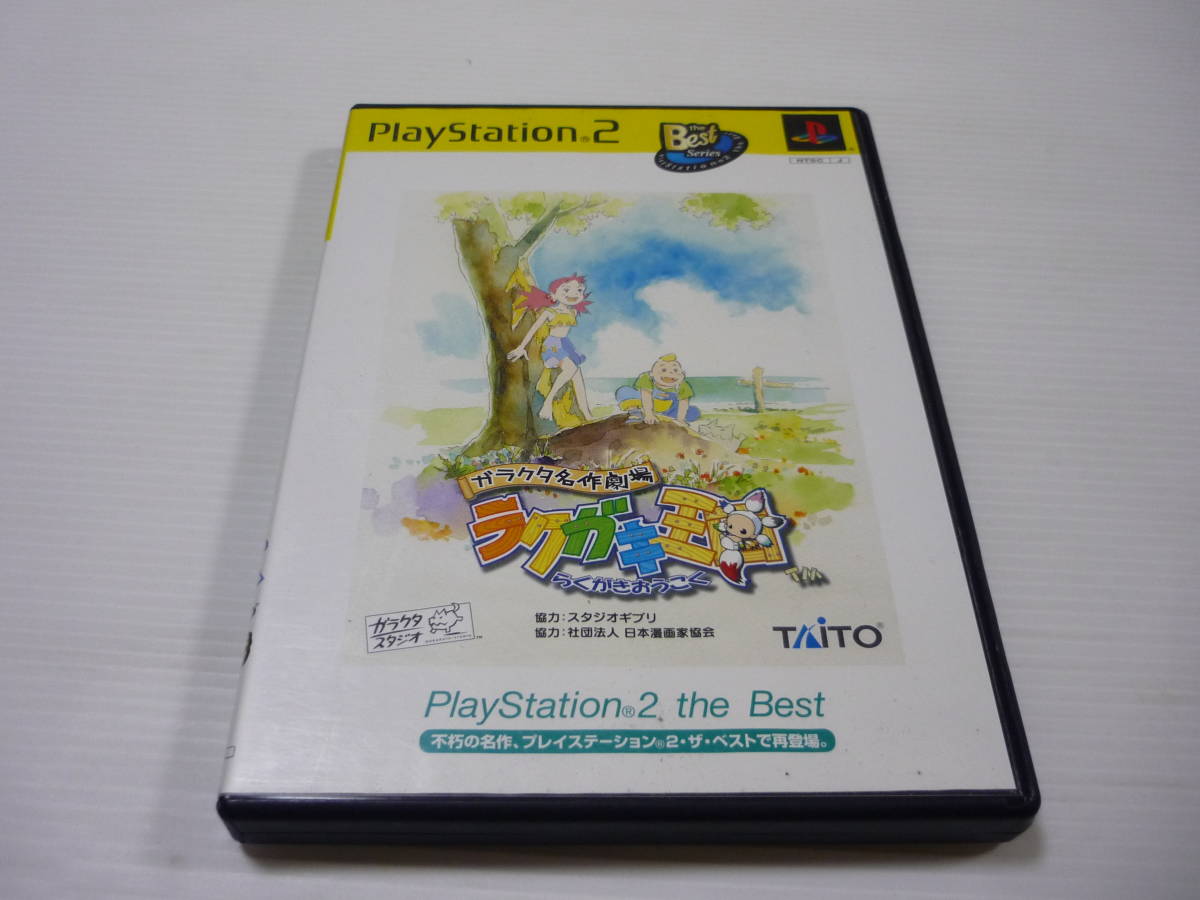 PlayStation®2
The Best Series
NTSC J
ガラクタ名作劇場
ラクガキ王国
らくがきおうこく
TM
ガラクタスタジオ
協力:スタジオギブリ
協力:社団法人 日本漫画家協会
TAITO®
PlayStation®2 the Best
不朽の名作、プレイステーション®2・ザ・ベストで再登場。